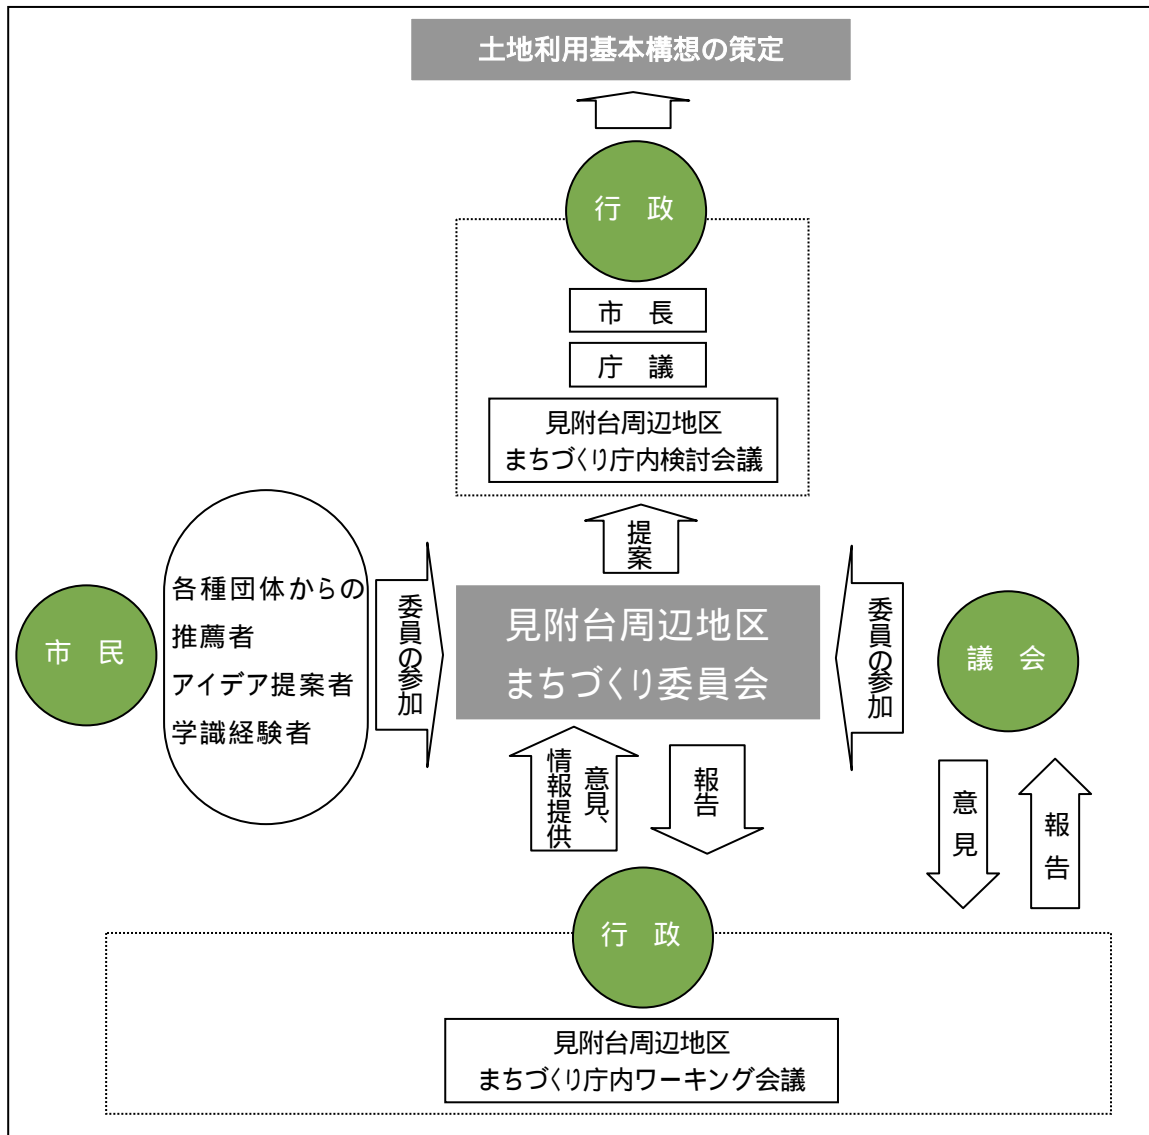 土地利用基本構想の策定
行 政
市 長
庁 議
見附台周辺地区
まちづくり庁内検討会議
提案
各種団体からの
推薦者
アイデア提案者
学識経験者
市 民
委員の参加
見附台周辺地区
まちづくり委員会
委員の参加
議 会
意見、
情報提供
報告
意見
報告
行 政
見附台周辺地区
まちづくり庁内ワーキング会議